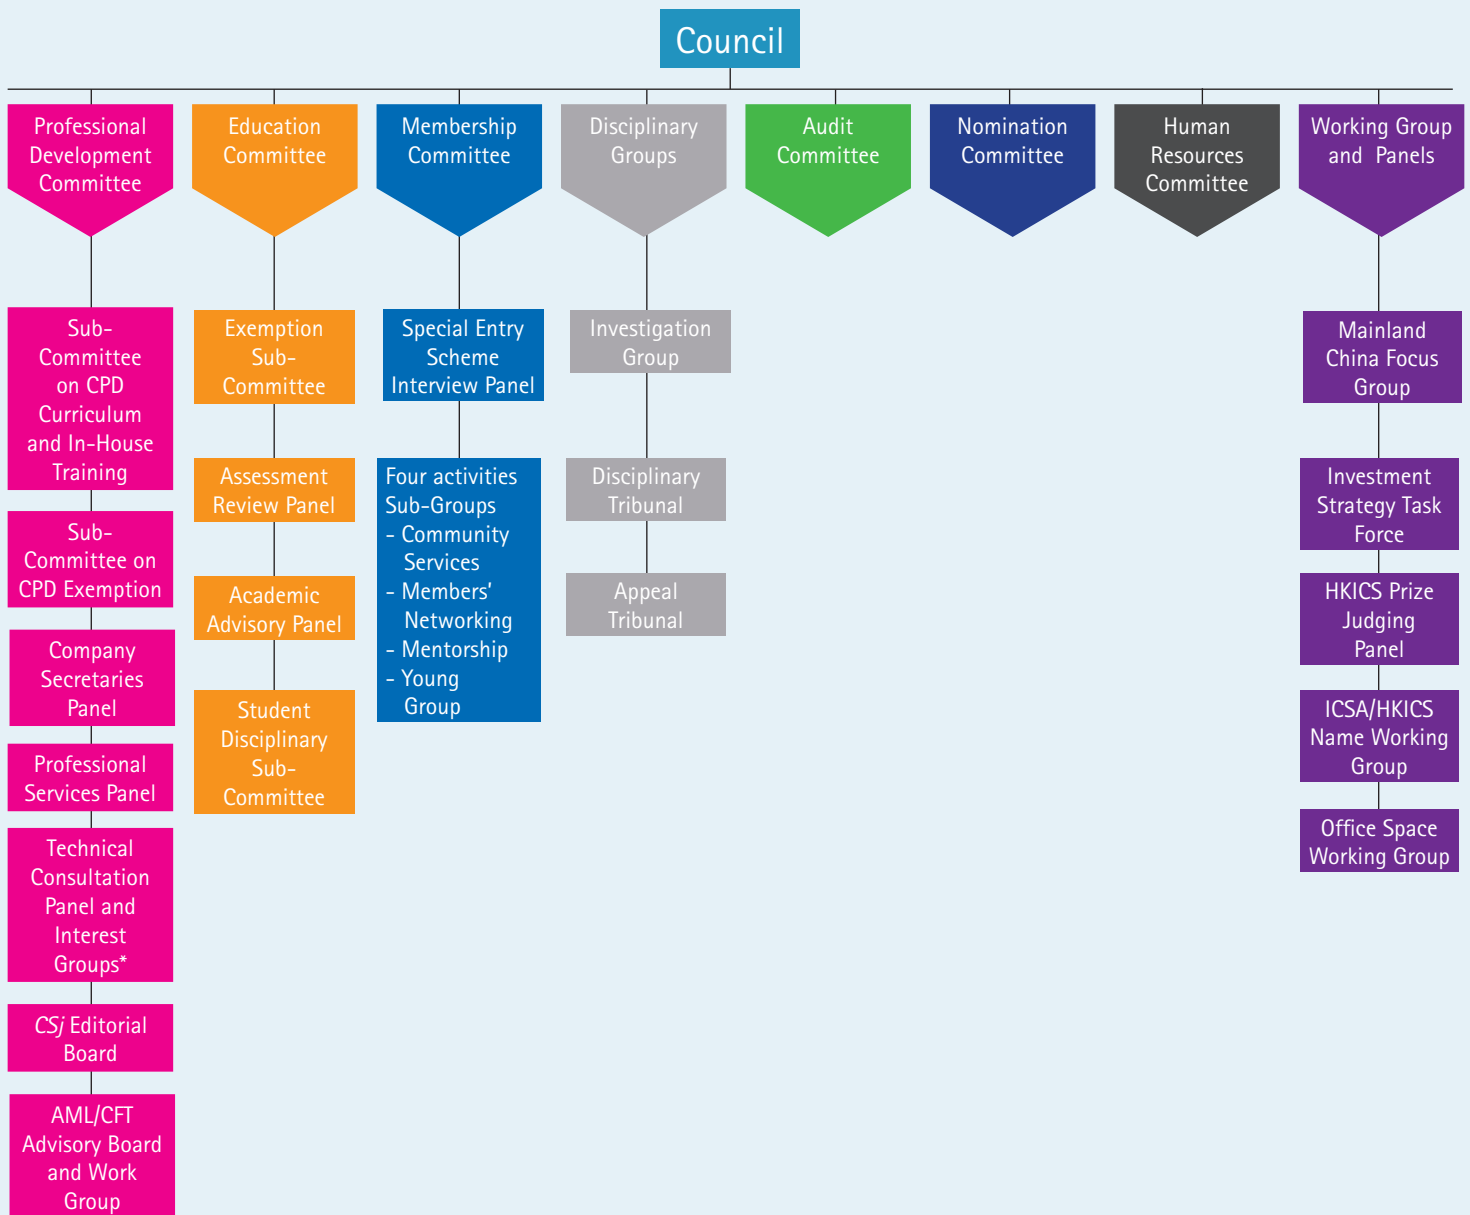 Council
Professional
Development
Committee
Education
Committee
Membership
Committee
Disciplinary
Groups
Audit
Committee
Nomination
Committee
Human
Resources
Committee
Working Group
and Panels
Sub-
Committee
on CPD
Curriculum
and In-House
Training
Sub-
Committee on
CPD Exemption
Company
Secretaries
Panel
Professional
Services Panel
Technical
Consultation
Panel and
Interest
Groups*
CSj Editorial
Board
AML/CFT
Advisory Board
and Work
Group
Exemption
Sub-
Committee
Assessment
Review Panel
Academic
Advisory Panel
Student
Disciplinary
Sub-
Committee
Special Entry
Scheme
Interview Panel
Four activities
Sub-Groups
- Community
Services
- Members’
Networking
- Mentorship
- Young
Group
Investigation
Group
Disciplinary
Tribunal
Appeal
Tribunal
Mainland
China Focus
Group
Investment
Strategy Task
Force
HKICS Prize
Judging
Panel
ICSA/HKICS
Name Working
Group
Office Space
Working Group